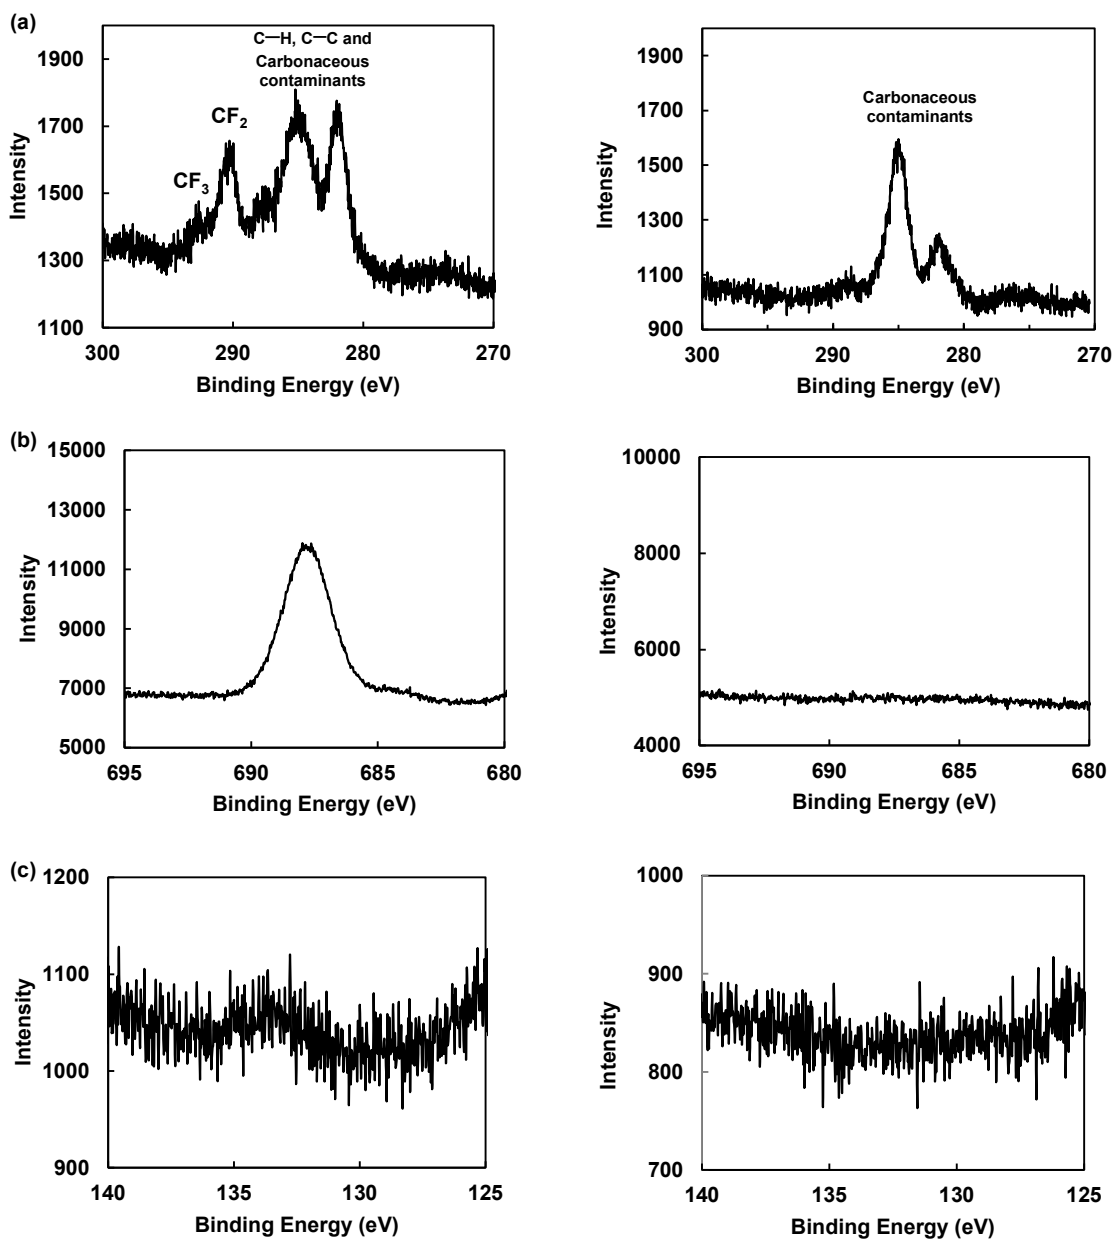 (a)
C—H, C—C and
Carbonaceous
contaminants
CF2
CF3
1900
1700
1500
1300
1100
300
290
280
270
Intensity
Binding Energy (eV)
Carbonaceous
contaminants
1900
1700
1500
1300
1100
900
300
290
280
270
Intensity
Binding Energy (eV)
(b)
15000
13000
11000
9000
7000
5000
695
690
685
680
Intensity
Binding Energy (eV)
10000
8000
6000
4000
695
690
685
680
Intensity
Binding Energy (eV)
(c)
1200
1100
1000
900
140
135
130
125
Intensity
Binding Energy (eV)
1000
900
800
700
140
135
130
125
Intensity
Binding Energy (eV)